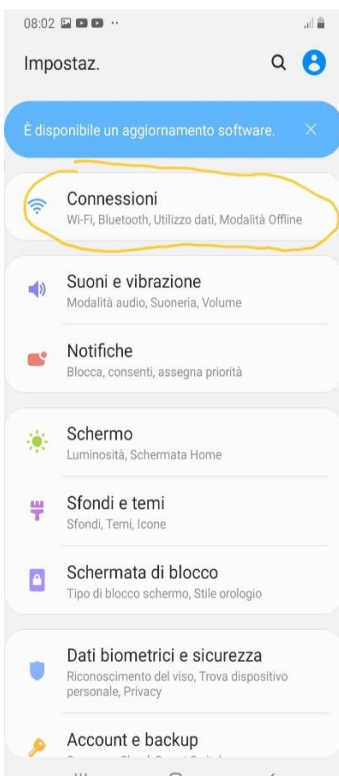 08:02
Impostaz.
È disponibile un aggiornamento software.
Connessioni
Wi-Fi, Bluetooth, Utilizzo dati, Modalità Offline
Suoni e vibrazione
Modalità audio, Suoneria, Volume
Notifiche
Blocca, consenti, assegna priorità
Schermo
Luminosità, Schermata Home
Sfondi e temi
Sfondi, Temi, Icone
Schermata di blocco
Tipo di blocco schermo, Stile orologio
Dati biometrici e sicurezza
Riconoscimento del viso, Trova dispositivo
personale, Privacy
Account e backup